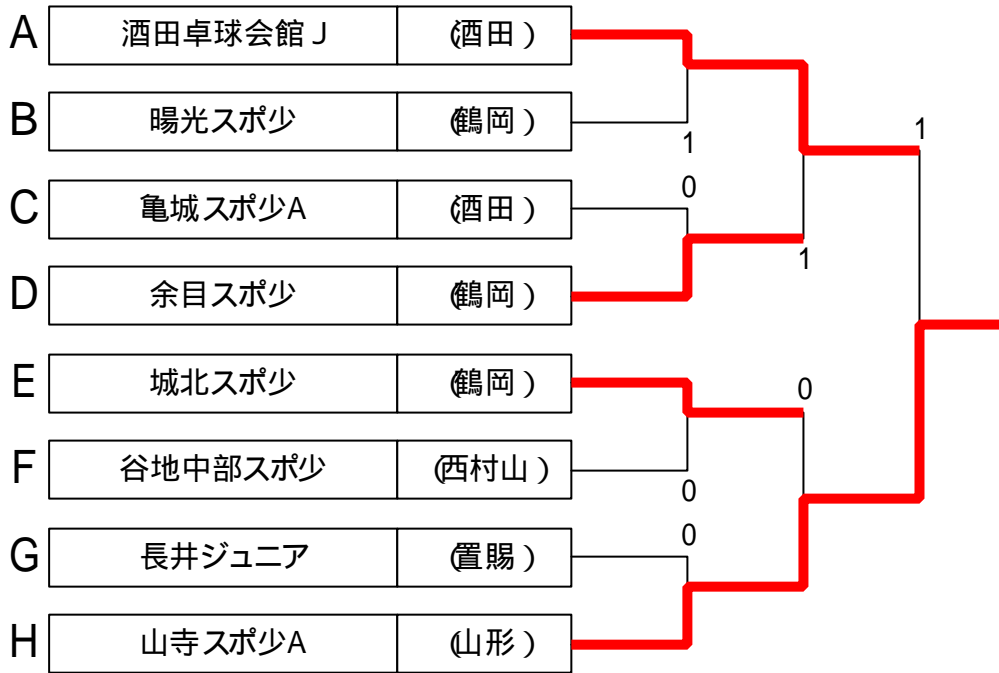 A 酒田卓球会館J (酒田)
B 暘光スポ少 (鶴岡)
1
0
C 亀城スポ少A (酒田)
1
1
D 余目スポ少 (鶴岡)
E 城北スポ少 (鶴岡)
0
F 谷地中部スポ少 (西村山)
0
0
G 長井ジュニア (置賜)
H 山寺スポ少A (山形)